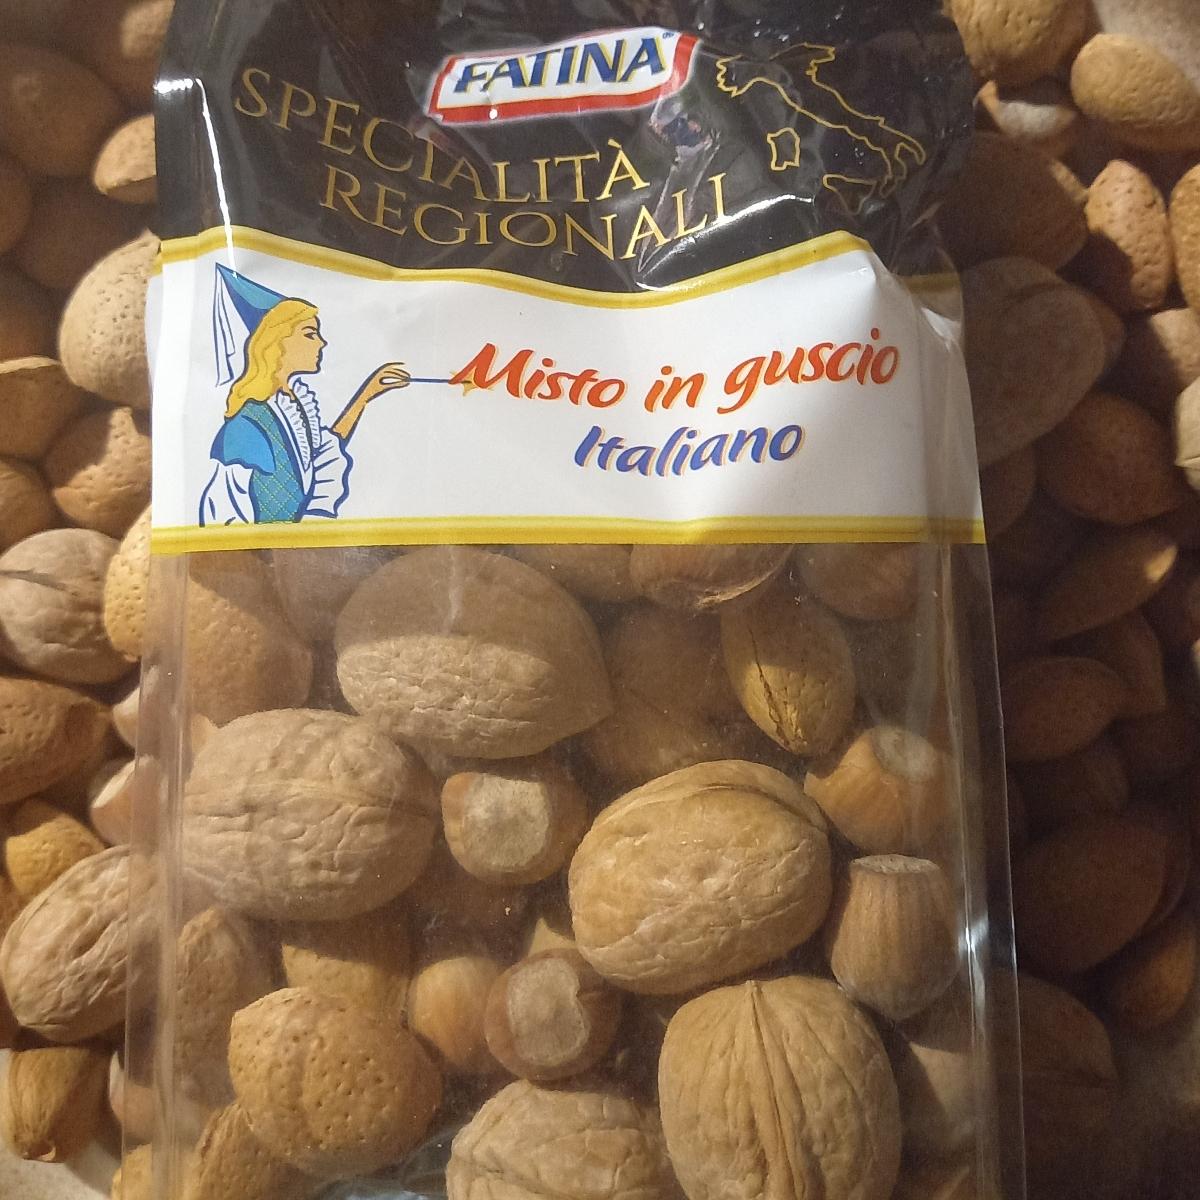 FATINA®
SPECIALITÀ
REGIONALI
Misto in guscio
Italiano